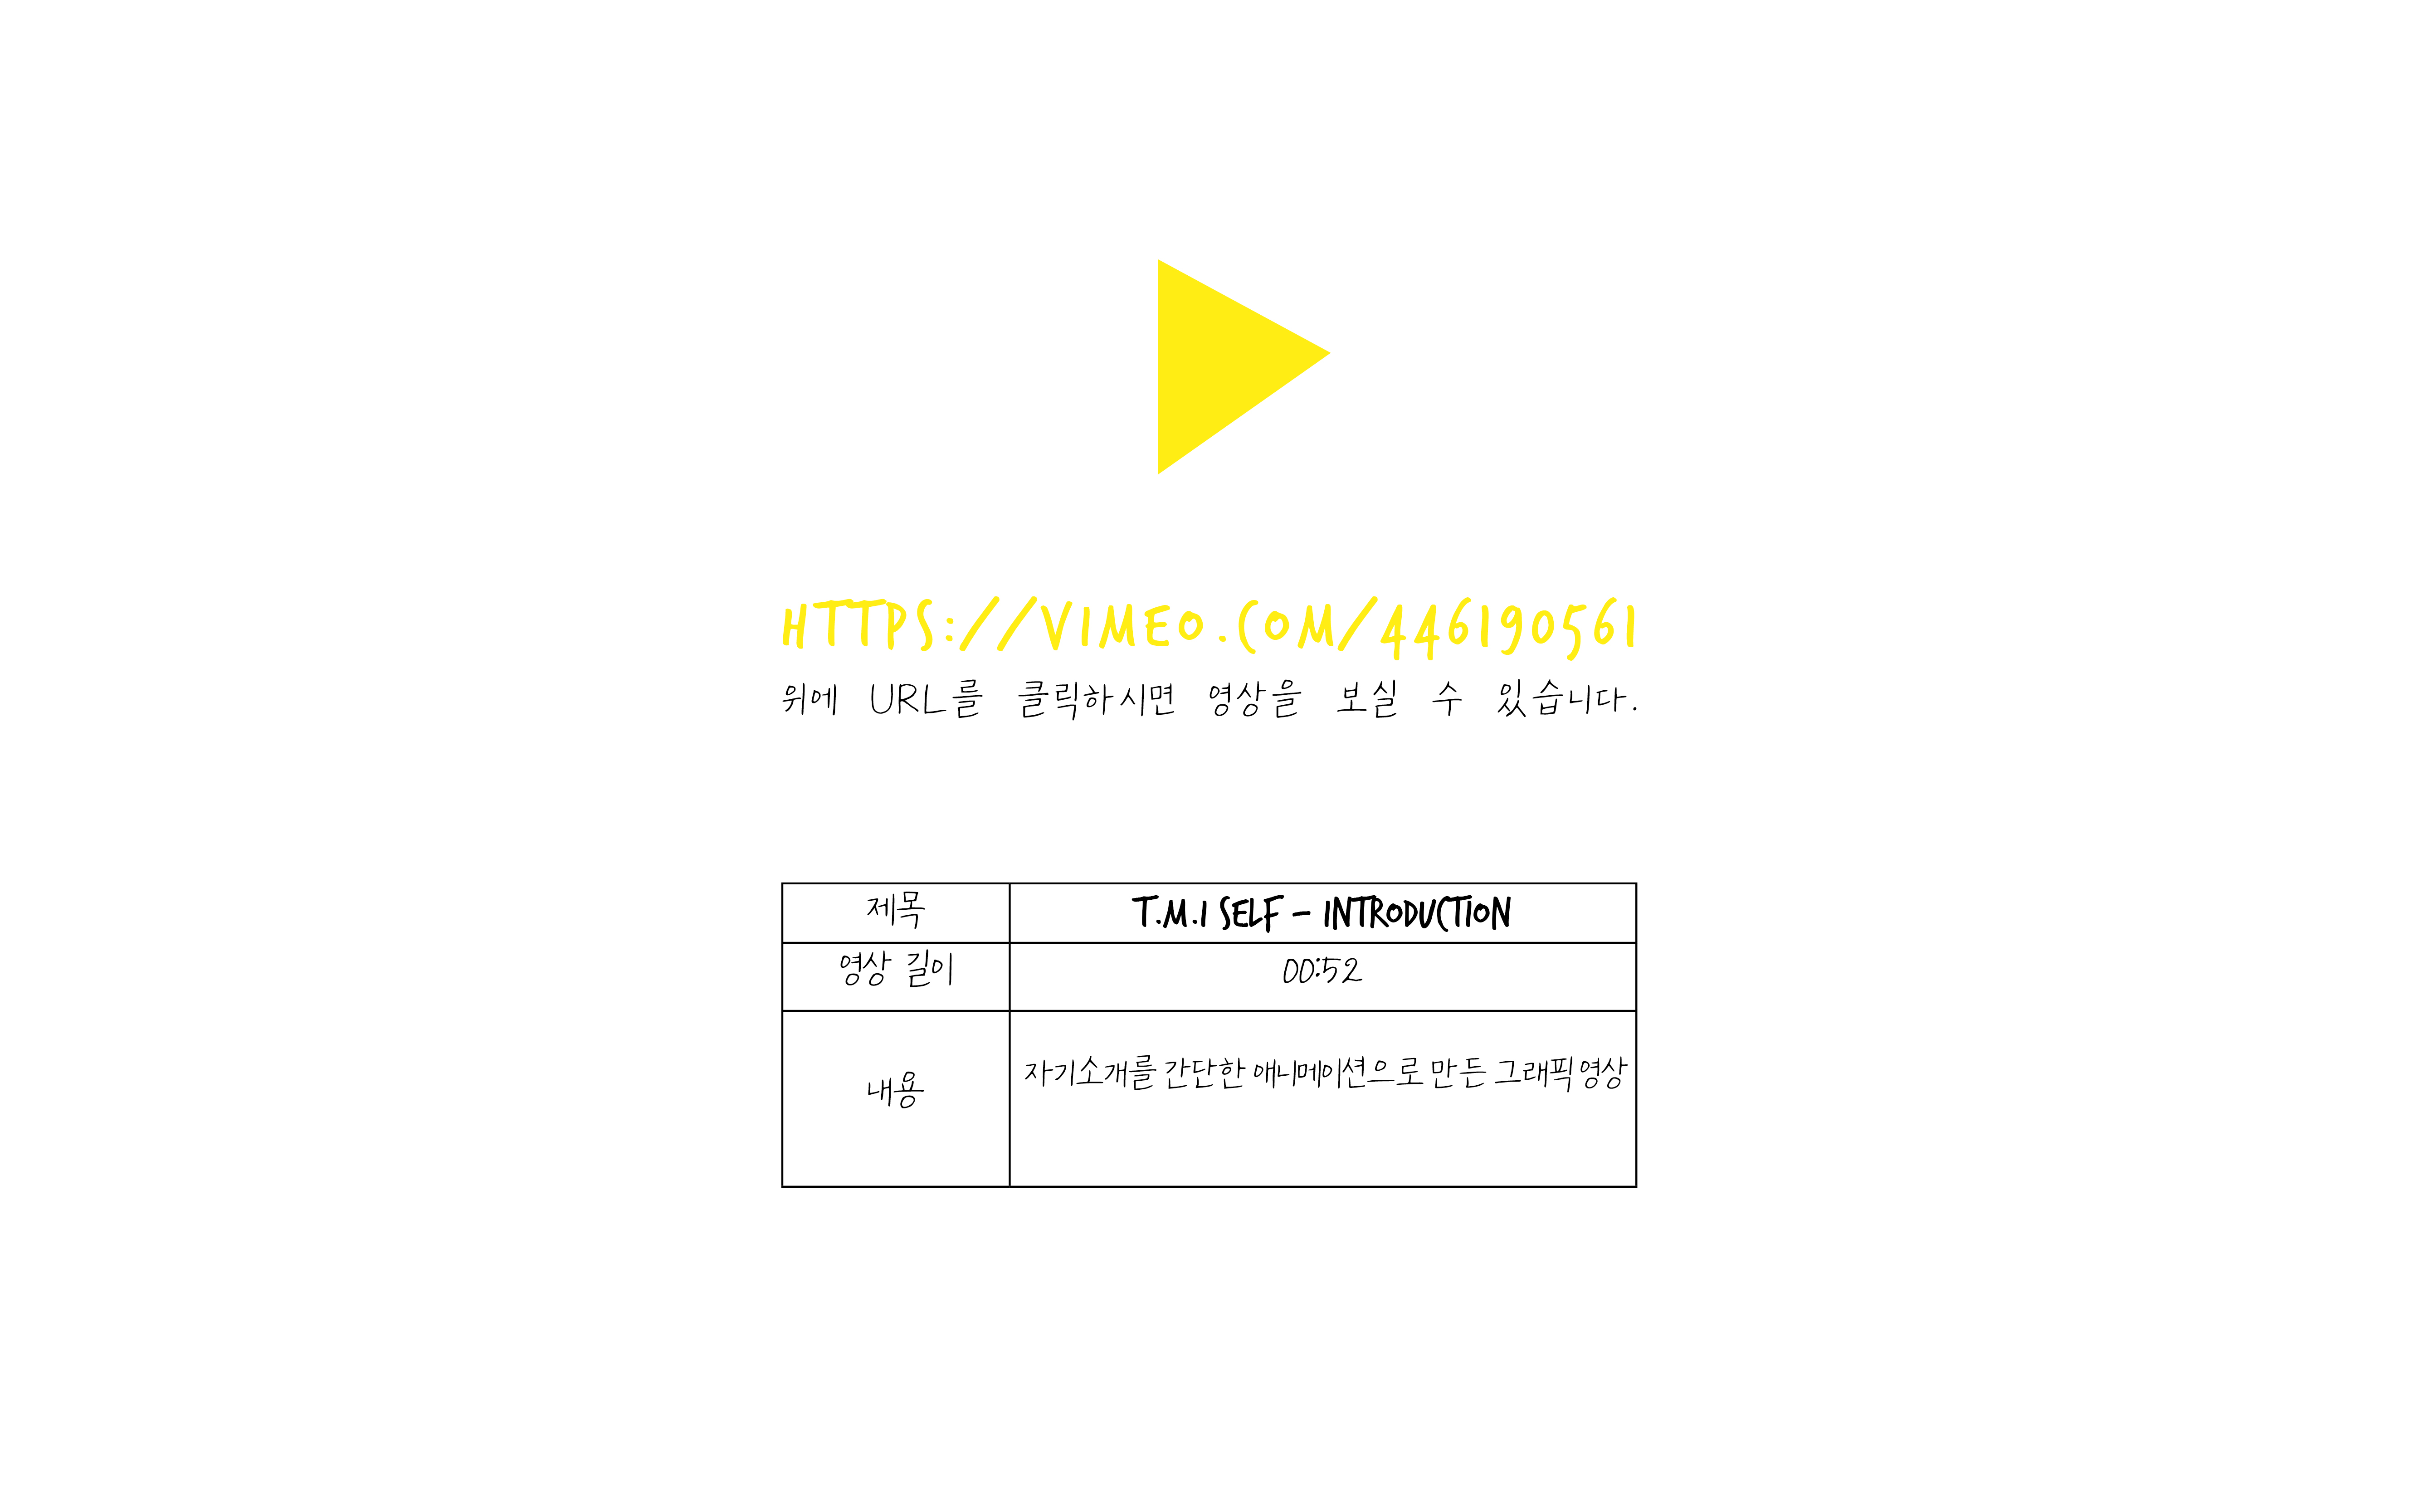 HTTPS://VIMEO.COM/446190561
위에 URL를 클릭하시면 영상을 보실 수 있습니다.
제목 T.M.I SELF - INTRODUCTION
영상 길이 00:52
내용 자기소개를 간단한 애니메이션으로 만든 그래픽영상